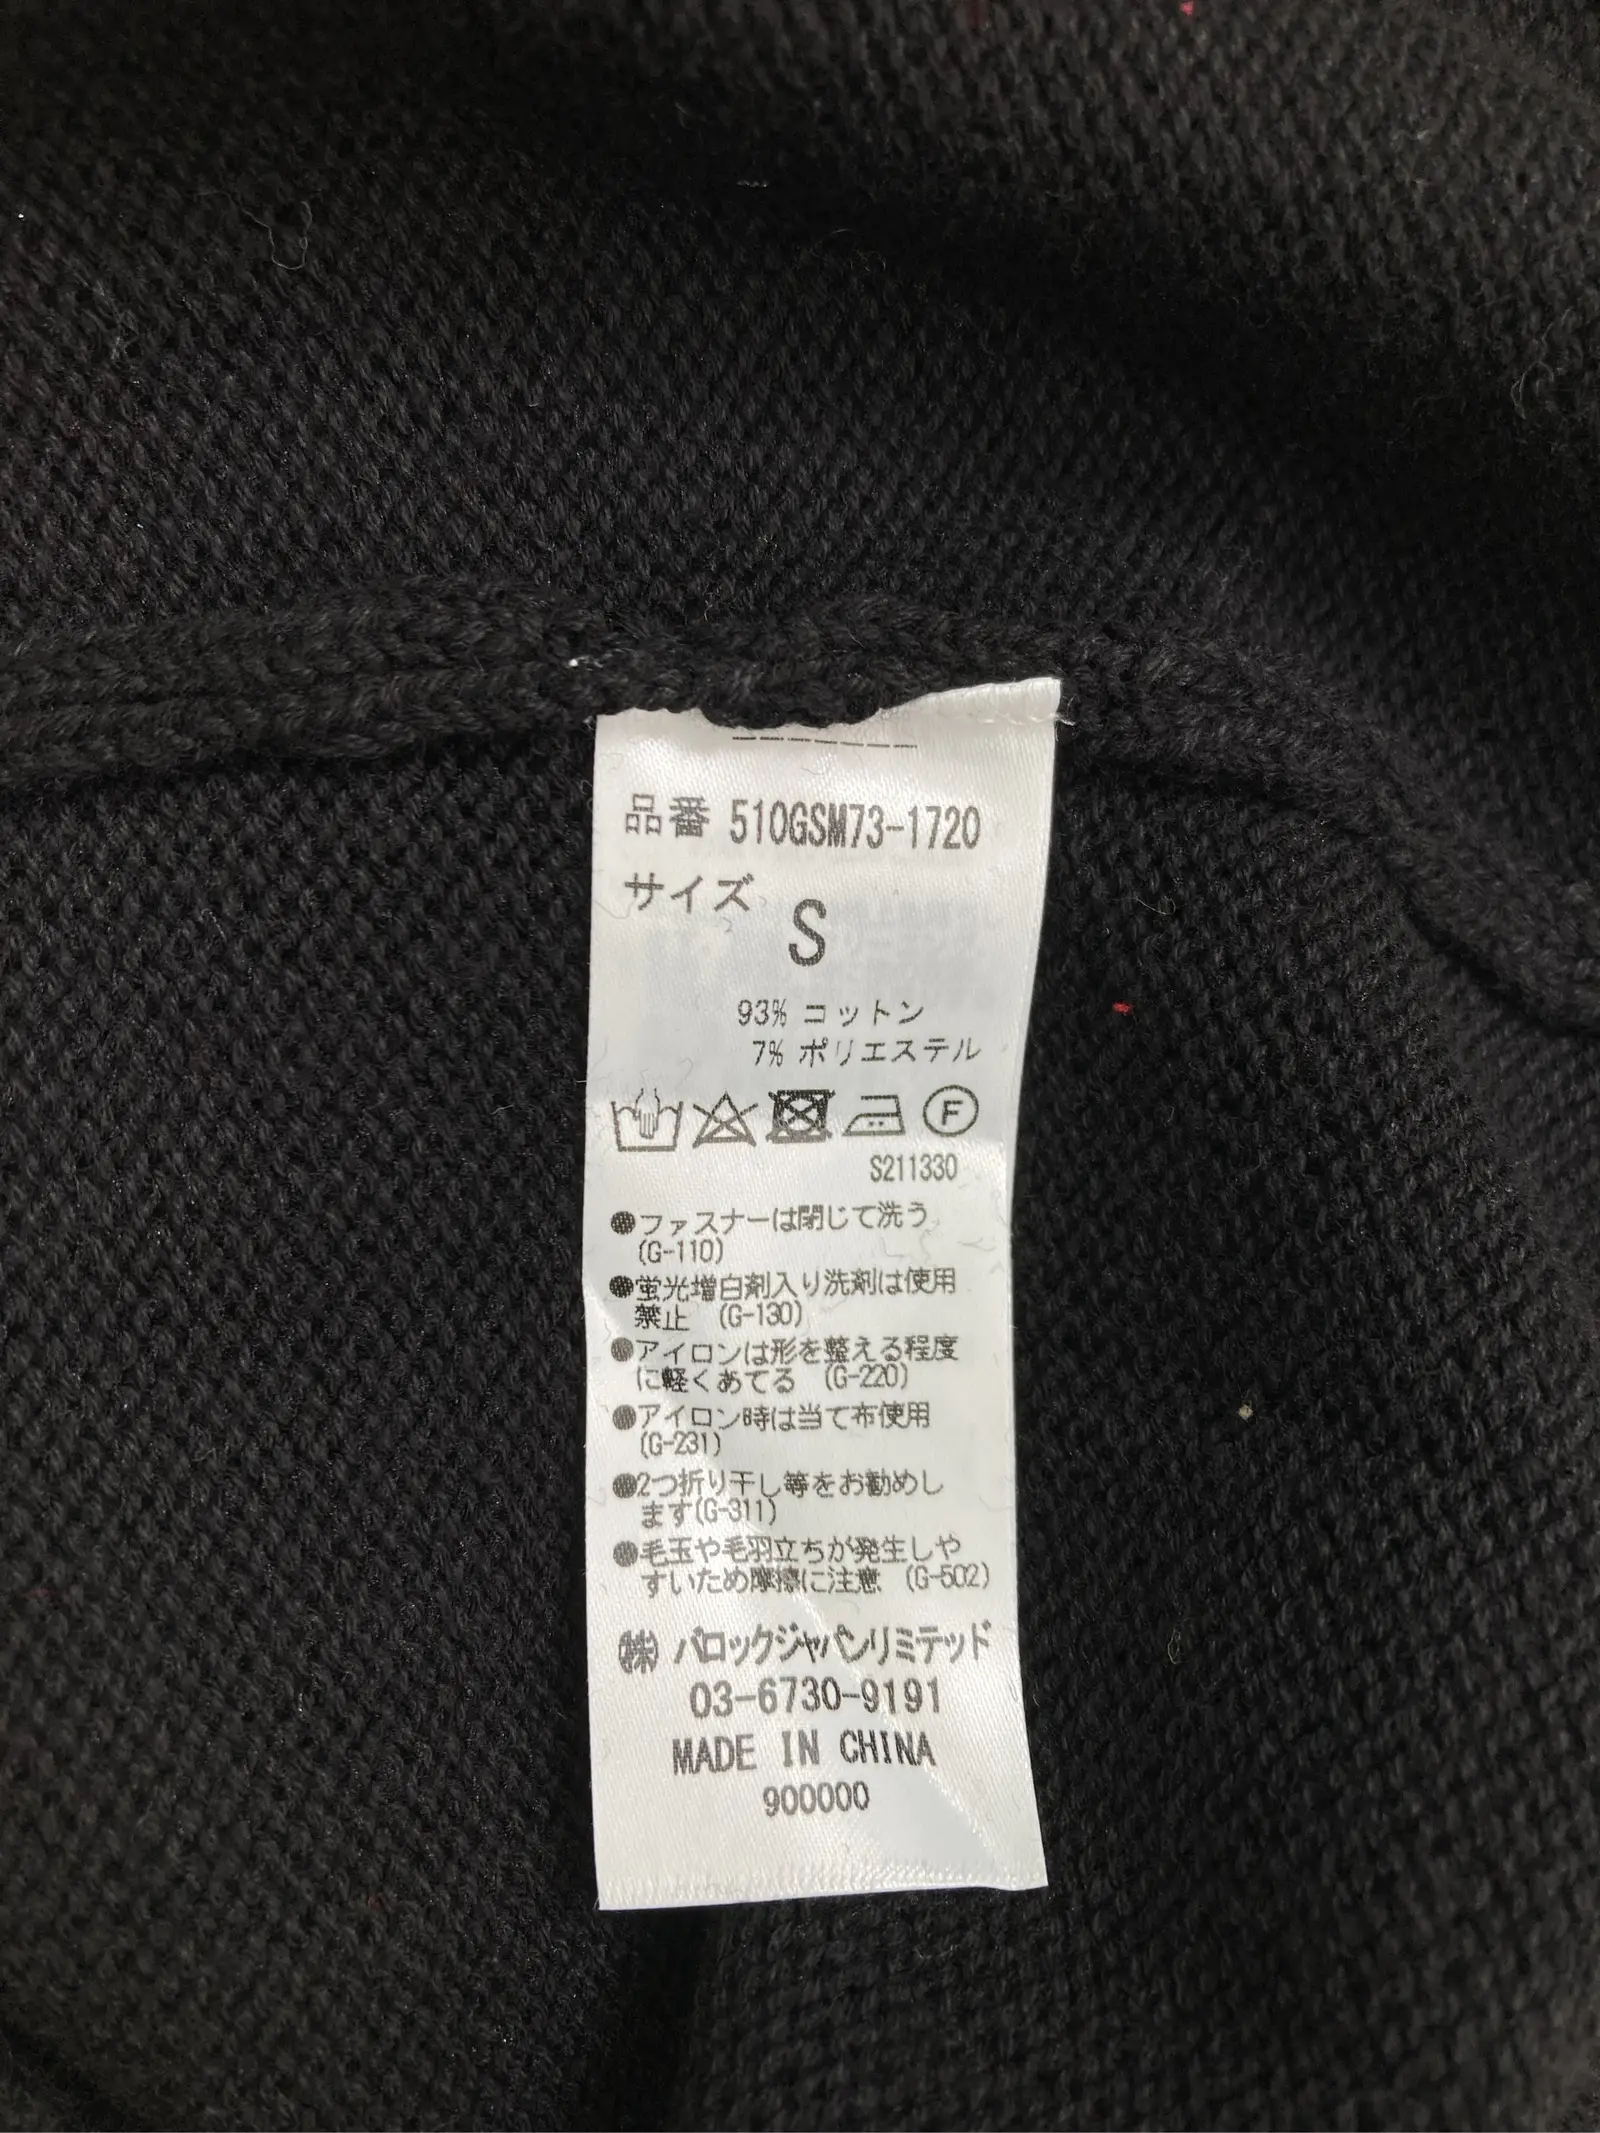 品番 510GSM73-1720
サイズ
S
93% コットン
7% ポリエステル
F
S211330
●ファスナーは閉じて洗う
(G-110)
●蛍光増白剤入り洗剤は使用
禁止 (G-130)
●アイロンは形を整える程度
に軽くあてる (G-220)
●アイロン時は当て布使用
(G-231)
●2つ折り干し等をお勧めし
ます(G-311)
●毛玉や毛羽立ちが発生しや
すいため摩擦に注意 (G-502)
㈱ バロックジャパンリミテッド
03-6730-9191
MADE IN CHINA
900000